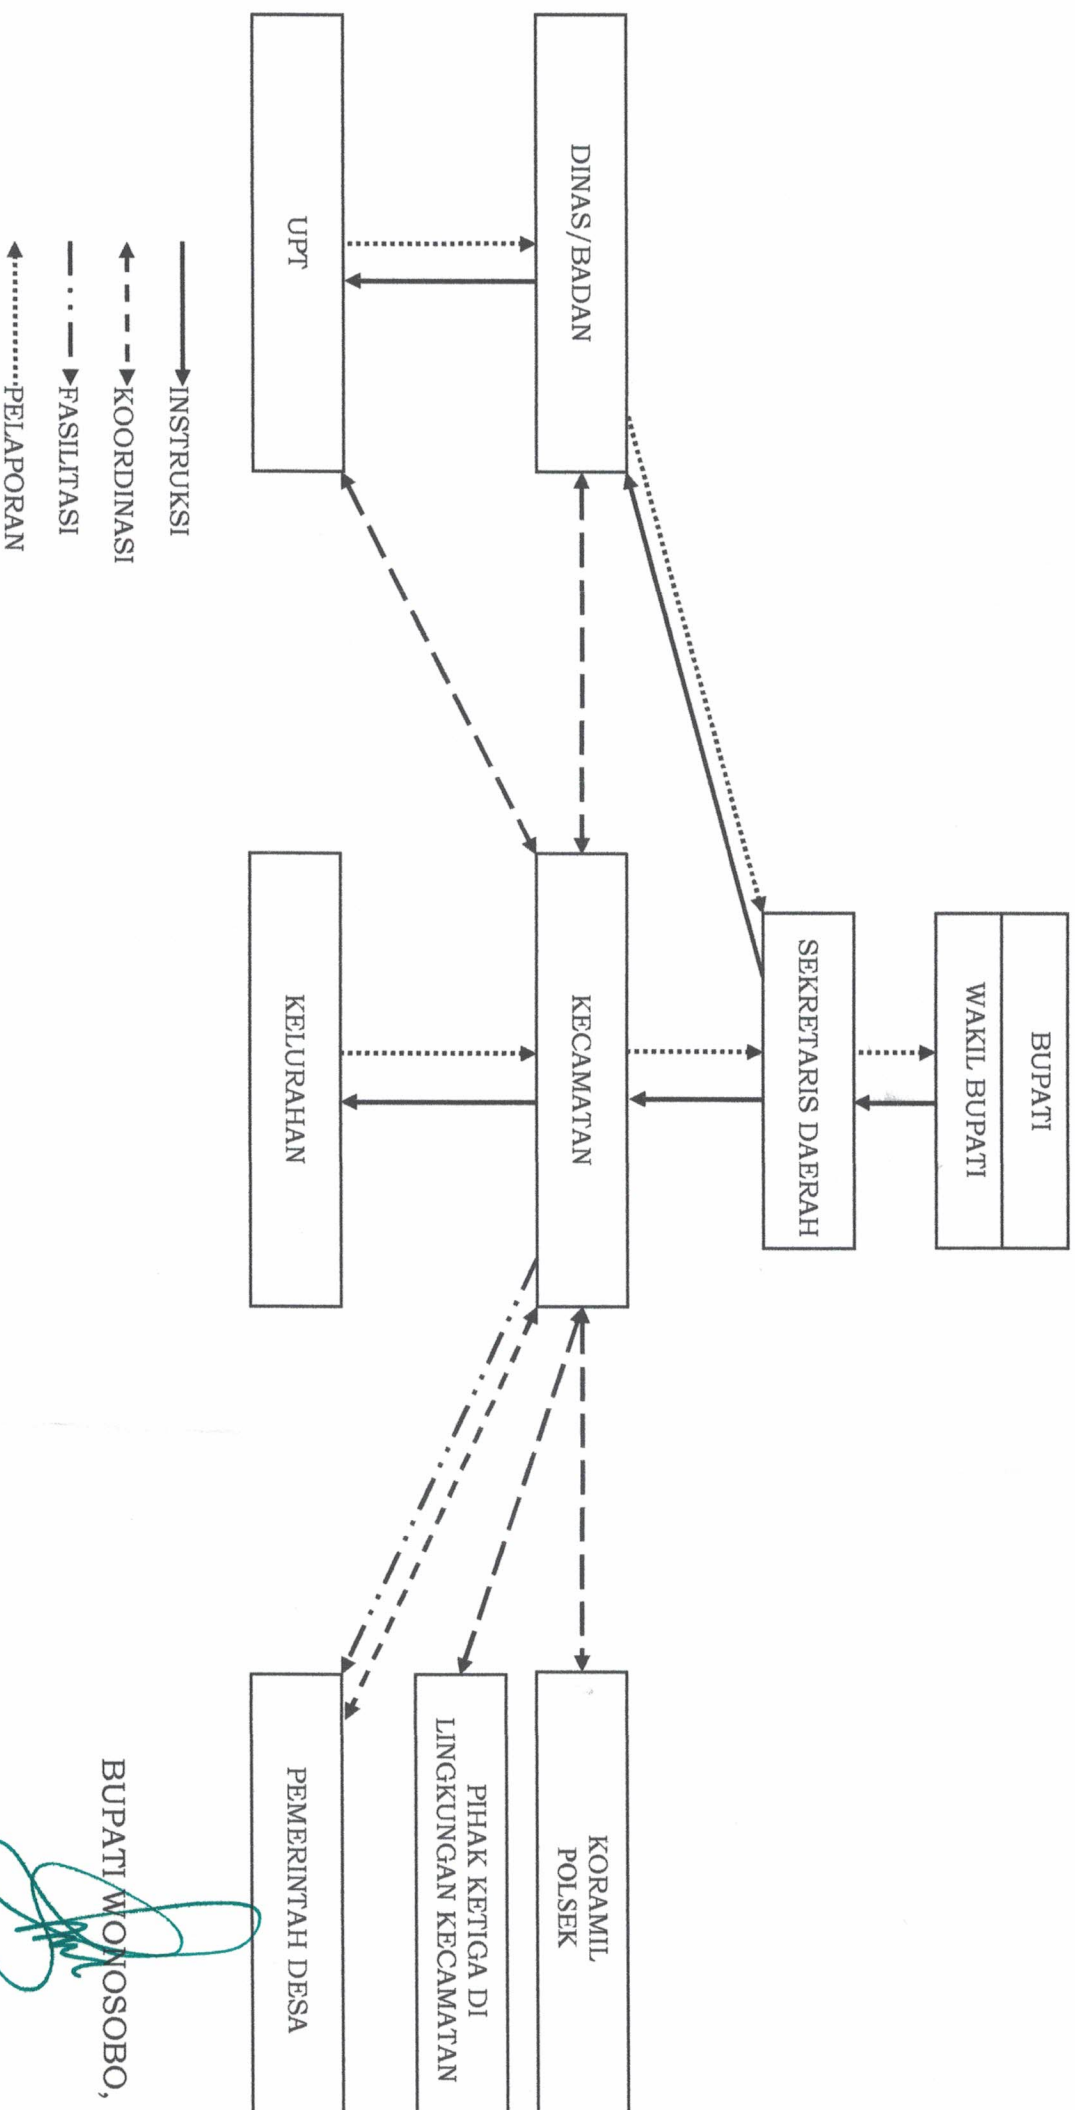 BUPATI
WAKIL BUPATI
SEKRETARIS DAERAH
DINAS/BADAN
KECAMATAN
KORAMIL
POLSEK
PIHAK KETIGA DI
LINGKUNGAN KECAMATAN
UPT
KELURAHAN
PEMERINTAH DESA
INSTRUKSI
KOORDINASI
FASILITASI
PELAPORAN
BUPATI WONOSOBO,